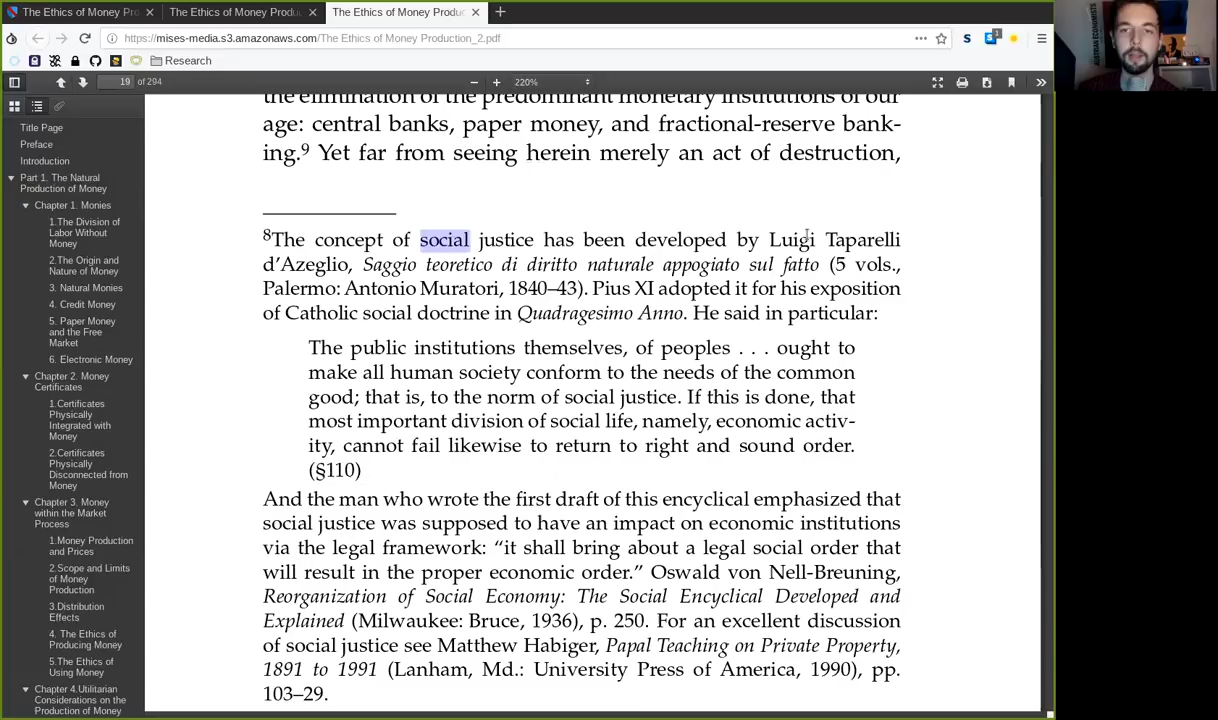 The Ethics of Money Pro
The Ethics of Money Produ
The Ethics of Money Produ
https://mises-media.s3.amazonaws.com/The Ethics of Money Production_2.pdf
S
S 1
Research
19 of 294
220%
Title Page
Preface
Introduction
Part 1. The Natural
Production of Money
Chapter 1. Monies
1.The Division of
Labor Without
Money
2.The Origin and
Nature of Money
3. Natural Monies
4. Credit Money
5. Paper Money
and the Free
Market
6. Electronic Money
Chapter 2. Money
Certificates
1.Certificates
Physically
Integrated with
Money
2.Certificates
Physically
Disconnected from
Money
Chapter 3. Money
within the Market
Process
1.Money Production
and Prices
2.Scope and Limits
of Money
Production
3.Distribution
Effects
4. The Ethics of
Producing Money
5.The Ethics of
Using Money
Chapter 4.Utilitarian
Considerations on the
Production of Money
the elimination of the predominant monetary institutions of our
age: central banks, paper money, and fractional-reserve bank-
ing.9 Yet far from seeing herein merely an act of destruction,
8The concept of social justice has been developed by Luigi Taparelli
d'Azeglio, Saggio teoretico di diritto naturale appogiato sul fatto (5 vols.,
Palermo: Antonio Muratori, 1840–43). Pius XI adopted it for his exposition
of Catholic social doctrine in Quadragesimo Anno. He said in particular:
The public institutions themselves, of peoples . . . ought to
make all human society conform to the needs of the common
good; that is, to the norm of social justice. If this is done, that
most important division of social life, namely, economic activ-
ity, cannot fail likewise to return to right and sound order.
(§110)
And the man who wrote the first draft of this encyclical emphasized that
social justice was supposed to have an impact on economic institutions
via the legal framework: “it shall bring about a legal social order that
will result in the proper economic order.” Oswald von Nell-Breuning,
Reorganization of Social Economy: The Social Encyclical Developed and
Explained (Milwaukee: Bruce, 1936), p. 250. For an excellent discussion
of social justice see Matthew Habiger, Papal Teaching on Private Property,
1891 to 1991 (Lanham, Md.: University Press of America, 1990), pp.
103–29.
AUSTRIAN ECONOMISTS